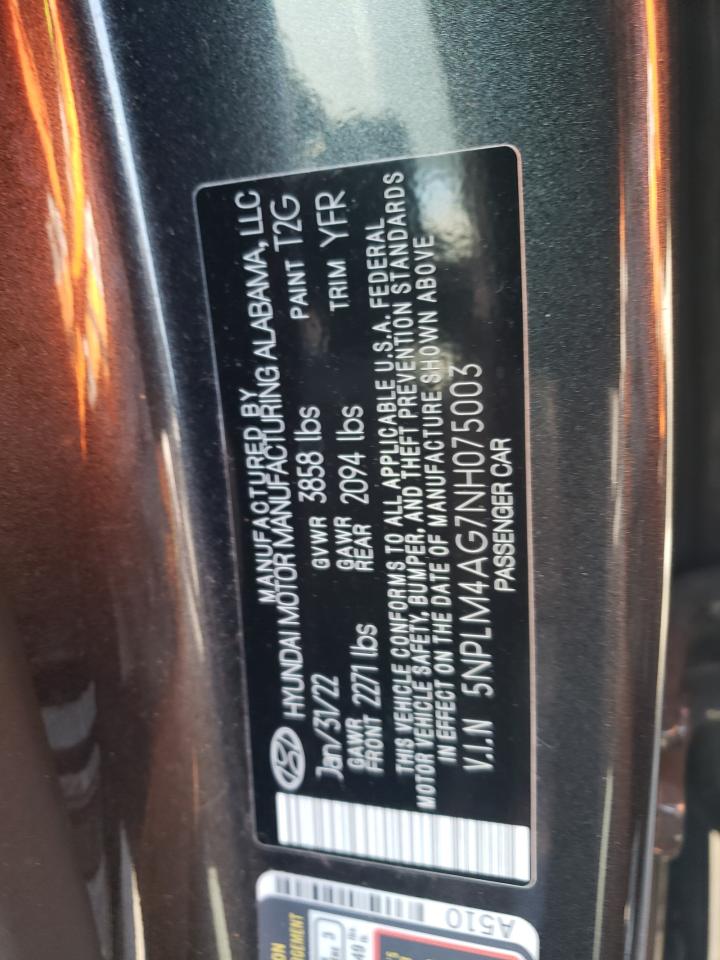 MANUFACTURED BY
HYUNDAI MOTOR MANUFACTURING ALABAMA, LLC
Jan/31/22 GVWR 3858 lbs PAINT T2G
GAWR FRONT 2271 lbs GAWR REAR 2094 lbs TRIM YFR
THIS VEHICLE CONFORMS TO ALL APPLICABLE U.S.A. FEDERAL
MOTOR VEHICLE SAFETY, BUMPER, AND THEFT PREVENTION STANDARDS
IN EFFECT ON THE DATE OF MANUFACTURE SHOWN ABOVE
V.I.N 5NPLM4AG7NH075003
PASSENGER CAR
A510